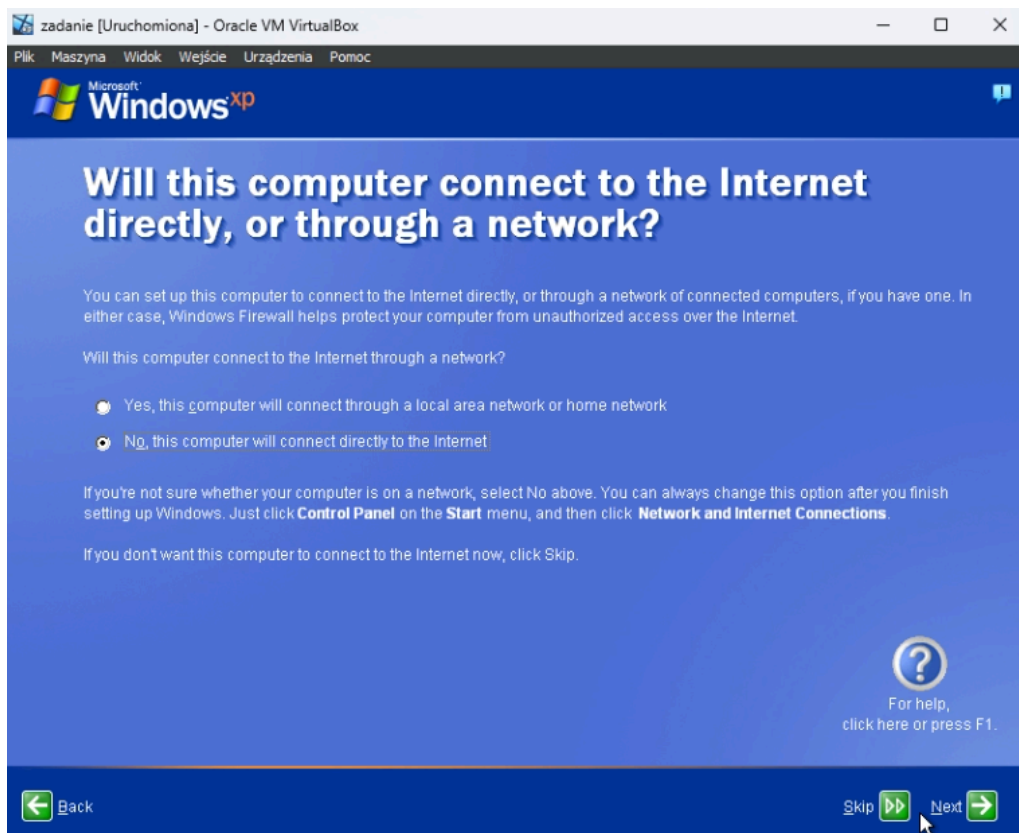 zadanie [Uruchomiona] - Oracle VM VirtualBox
Plik Maszyna Widok Wejście Urządzenia Pomoc
Microsoft
Windows xp
Will this computer connect to the Internet
directly, or through a network?
You can set up this computer to connect to the Internet directly, or through a network of connected computers, if you have one. In
either case, Windows Firewall helps protect your computer from unauthorized access over the Internet.
Will this computer connect to the Internet through a network?
Yes, this computer will connect through a local area network or home network
No, this computer will connect directly to the Internet
If you're not sure whether your computer is on a network, select No above. You can always change this option after you finish
setting up Windows. Just click Control Panel on the Start menu, and then click Network and Internet Connections.
If you don't want this computer to connect to the Internet now, click Skip.
For help,
click here or press F1.
Back
Skip Next